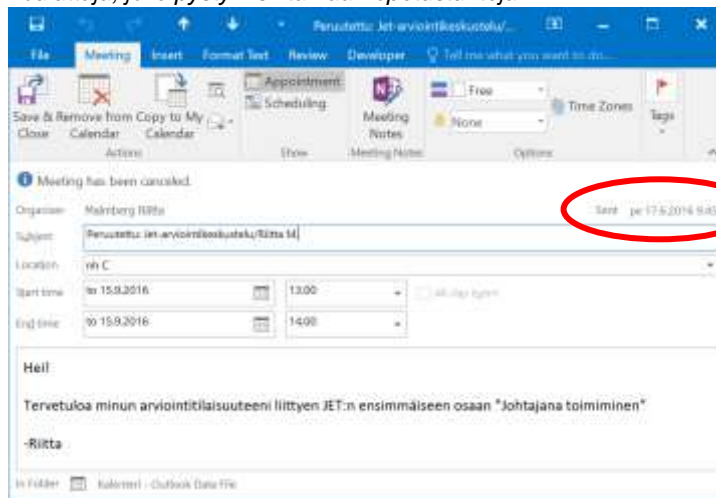 Peruutettu: Jet-arviointikeskustelu/...
File Meeting Insert Format Text Review Developer Tell me what you want to do...
Save & Close
Remove from Calendar
Copy to My Calendar
Actions
Appointment
Scheduling
Show
Meeting Notes
Meeting Notes
Free
None
Time Zones
Options
Tags
Meeting has been canceled.
Organizer Malmberg Riitta Sent pe 17.6.2016 9:45
Subject Peruutettu: Jet-arviointikeskustelu/Riitta M
Location nh C
Start time to 15.9.2016 13:00 All day event
End time to 15.9.2016 14:00
Hei!
Tervetuloa minun arviointitilaisuuteeni liittyen JET:n ensimmäiseen osaan "Johtajana toimiminen"
-Riitta
In Folder Kalenteri - Outlook Data File